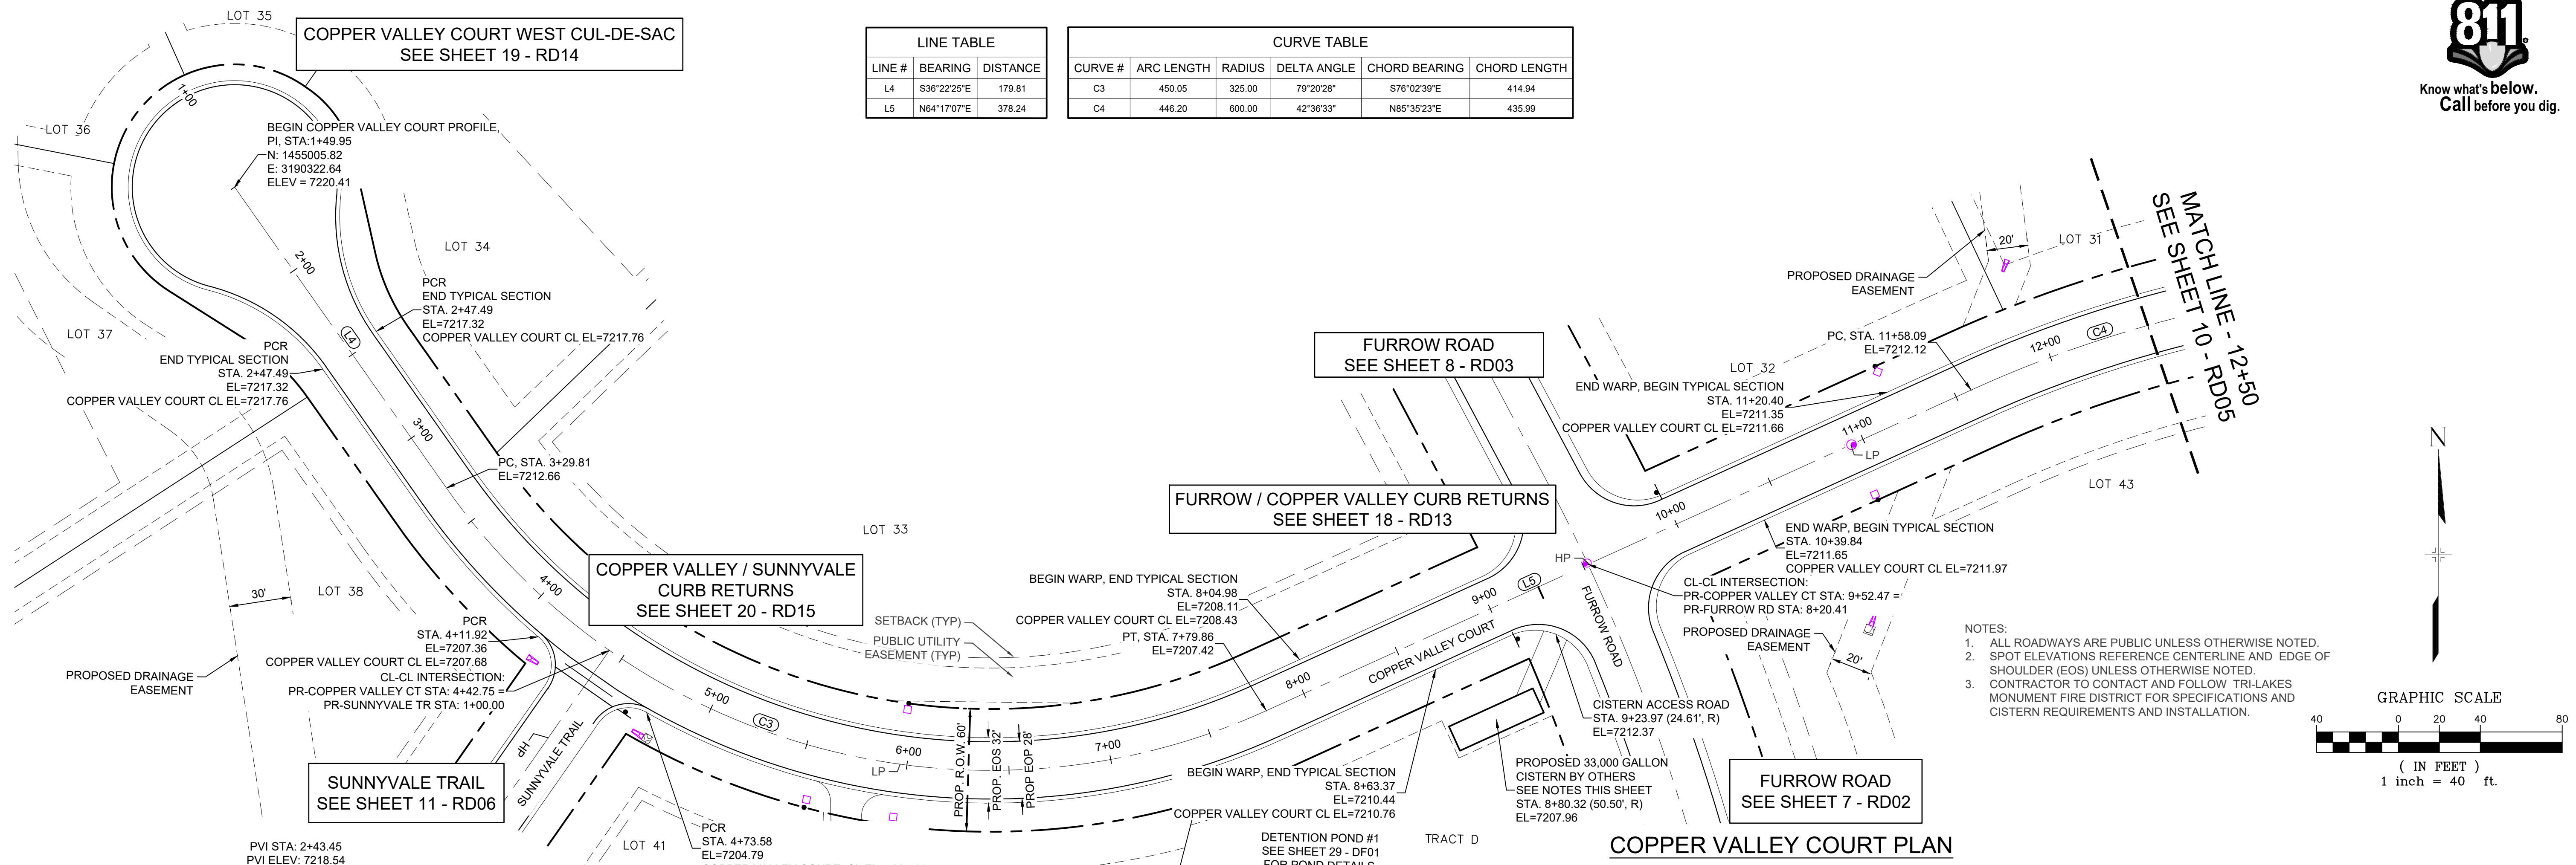 LOT 35
COPPER VALLEY COURT WEST CUL-DE-SAC
SEE SHEET 19 - RD14
LINE TABLE
LINE # BEARING DISTANCE
L4 S36°22'25"E 179.81
L5 N64°17'07"E 378.24
CURVE TABLE
CURVE # ARC LENGTH RADIUS DELTA ANGLE CHORD BEARING CHORD LENGTH
C3 450.05 325.00 79°20'28" S76°02'39"E 414.94
C4 446.20 600.00 42°36'33" N85°35'23"E 435.99
811
Know what's below.
Call before you dig.
1+00
LOT 36
BEGIN COPPER VALLEY COURT PROFILE,
PI, STA:1+49.95
N: 1455005.82
E: 3190322.64
ELEV = 7220.41
2+00
LOT 34
PCR
END TYPICAL SECTION
STA. 2+47.49
EL=7217.32
COPPER VALLEY COURT CL EL=7217.76
L4
LOT 37
PCR
END TYPICAL SECTION
STA. 2+47.49
EL=7217.32
COPPER VALLEY COURT CL EL=7217.76
3+00
PC, STA. 3+29.81
EL=7212.66
LOT 33
COPPER VALLEY / SUNNYVALE
CURB RETURNS
SEE SHEET 20 - RD15
4+00
30'
LOT 38
PCR
STA. 4+11.92
EL=7207.36
COPPER VALLEY COURT CL EL=7207.68
CL-CL INTERSECTION:
PR-COPPER VALLEY CT STA: 4+42.75 =
PR-SUNNYVALE TR STA: 1+00.00
PROPOSED DRAINAGE
EASEMENT
HP
SUNNYVALE TRAIL
SUNNYVALE TRAIL
SEE SHEET 11 - RD06
PVI STA: 2+43.45
PVI ELEV: 7218.54
LOT 41
PCR
STA. 4+73.58
EL=7204.79
5+00
C3
6+00
LP
PROP. R.O.W. 60'
PROP. EOS 32'
PROP EOP 28'
7+00
SETBACK (TYP)
PUBLIC UTILITY
EASEMENT (TYP)
BEGIN WARP, END TYPICAL SECTION
STA. 8+04.98
EL=7208.11
COPPER VALLEY COURT CL EL=7208.43
PT, STA. 7+79.86
EL=7207.42
8+00
COPPER VALLEY COURT
9+00
L5
FURROW ROAD
SEE SHEET 8 - RD03
FURROW / COPPER VALLEY CURB RETURNS
SEE SHEET 18 - RD13
HP
FURROW ROAD
10+00
11+00
LP
12+00
C4
LOT 32
END WARP, BEGIN TYPICAL SECTION
STA. 11+20.40
EL=7211.35
COPPER VALLEY COURT CL EL=7211.66
PC, STA. 11+58.09
EL=7212.12
PROPOSED DRAINAGE
EASEMENT
20'
LOT 31
MATCH LINE - 12+50
SEE SHEET 10 - RD05
LOT 43
END WARP, BEGIN TYPICAL SECTION
STA. 10+39.84
EL=7211.65
COPPER VALLEY COURT CL EL=7211.97
CL-CL INTERSECTION:
PR-COPPER VALLEY CT STA: 9+52.47 =
PR-FURROW RD STA: 8+20.41
PROPOSED DRAINAGE
EASEMENT
20'
CISTERN ACCESS ROAD
STA. 9+23.97 (24.61', R)
EL=7212.37
PROPOSED 33,000 GALLON
CISTERN BY OTHERS
SEE NOTES THIS SHEET
STA. 8+80.32 (50.50', R)
EL=7207.96
BEGIN WARP, END TYPICAL SECTION
STA. 8+63.37
EL=7210.44
COPPER VALLEY COURT CL EL=7210.76
DETENTION POND #1
SEE SHEET 29 - DF01
FOR POND DETAILS
TRACT D
FURROW ROAD
SEE SHEET 7 - RD02
COPPER VALLEY COURT PLAN
NOTES:
1. ALL ROADWAYS ARE PUBLIC UNLESS OTHERWISE NOTED.
2. SPOT ELEVATIONS REFERENCE CENTERLINE AND EDGE OF
SHOULDER (EOS) UNLESS OTHERWISE NOTED.
3. CONTRACTOR TO CONTACT AND FOLLOW TRI-LAKES
MONUMENT FIRE DISTRICT FOR SPECIFICATIONS AND
CISTERN REQUIREMENTS AND INSTALLATION.
N
GRAPHIC SCALE
40 0 20 40 80
( IN FEET )
1 inch = 40 ft.